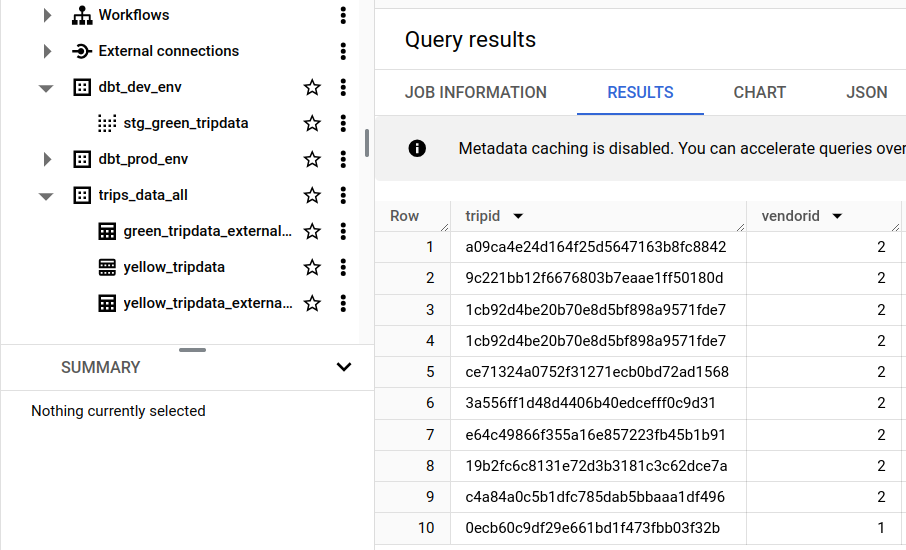 Workflows
External connections
dbt_dev_env
stg_green_tripdata
dbt_prod_env
trips_data_all
green_tripdata_external...
yellow_tripdata
yellow_tripdata_externa...
SUMMARY
Nothing currently selected
Query results
JOB INFORMATION RESULTS CHART JSON
Metadata caching is disabled. You can accelerate queries over
Row tripid vendorid
1 a09ca4e24d164f25d5647163b8fc8842 2
2 9c221bb12f6676803b7eaae1ff50180d 2
3 1cb92d4be20b70e8d5bf898a9571fde7 2
4 1cb92d4be20b70e8d5bf898a9571fde7 2
5 ce71324a0752f31271ecb0bd72ad1568 2
6 3a556ff1d48d4406b40edcefff0c9d31 2
7 e64c49866f355a16e857223fb45b1b91 2
8 19b2fc6c8131e72d3b3181c3c62dce7a 2
9 c4a84a0c5b1dfc785dab5bbaaa1df496 2
10 0ecb60c9df29e661bd1f473fbb03f32b 1